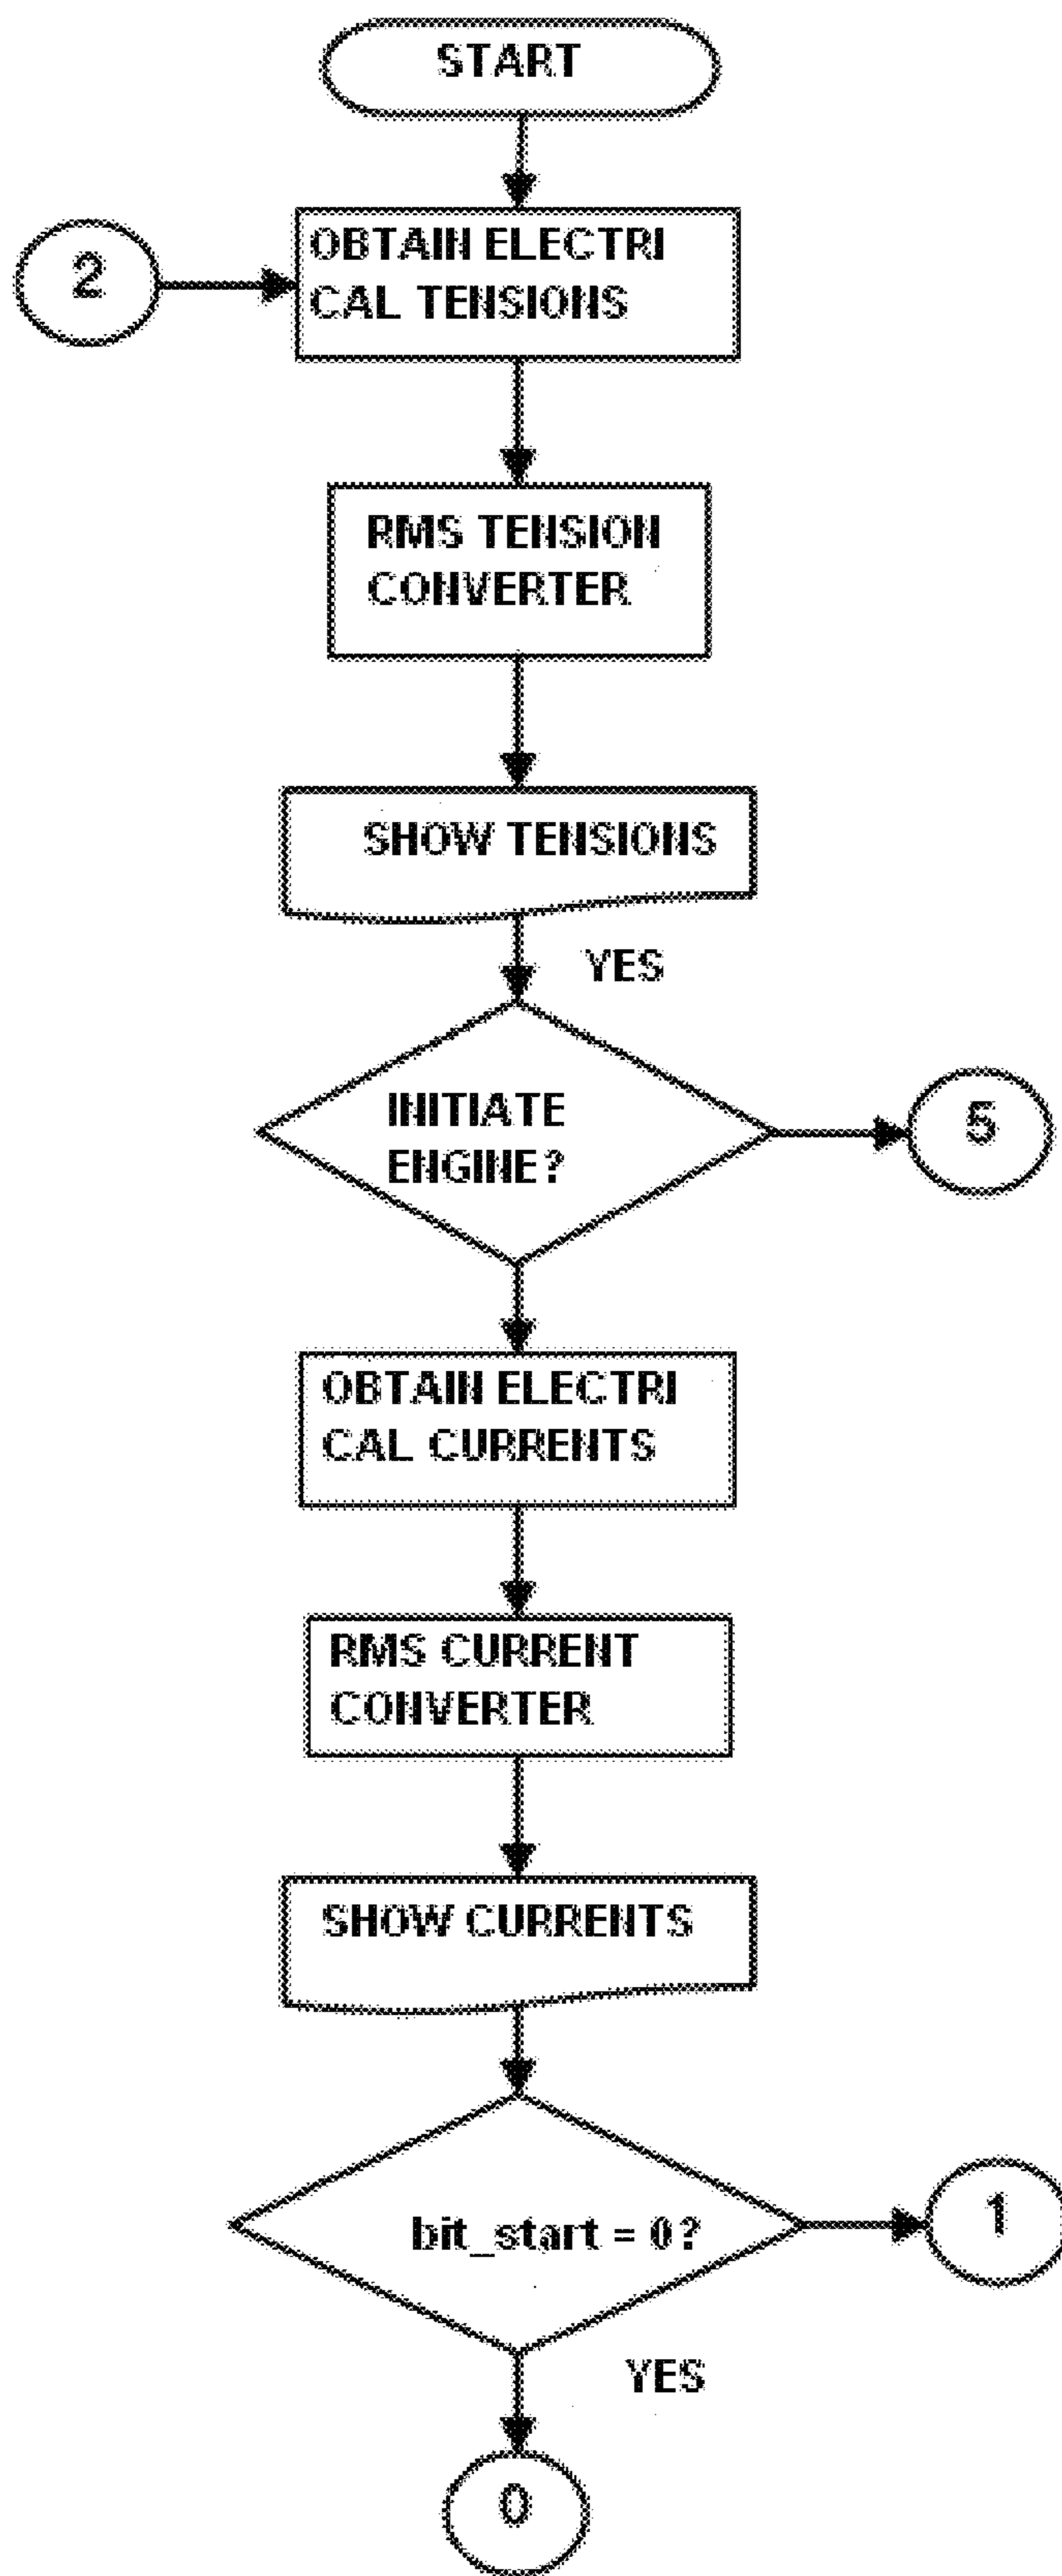 START
2
OBTAIN ELECTRI
CAL TENSIONS
RMS TENSION
CONVERTER
SHOW TENSIONS
YES
INITIATE
ENGINE?
5
OBTAIN ELECTRI
CAL CURRENTS
RMS CURRENT
CONVERTER
SHOW CURRENTS
bit_start = 0?
1
YES
0